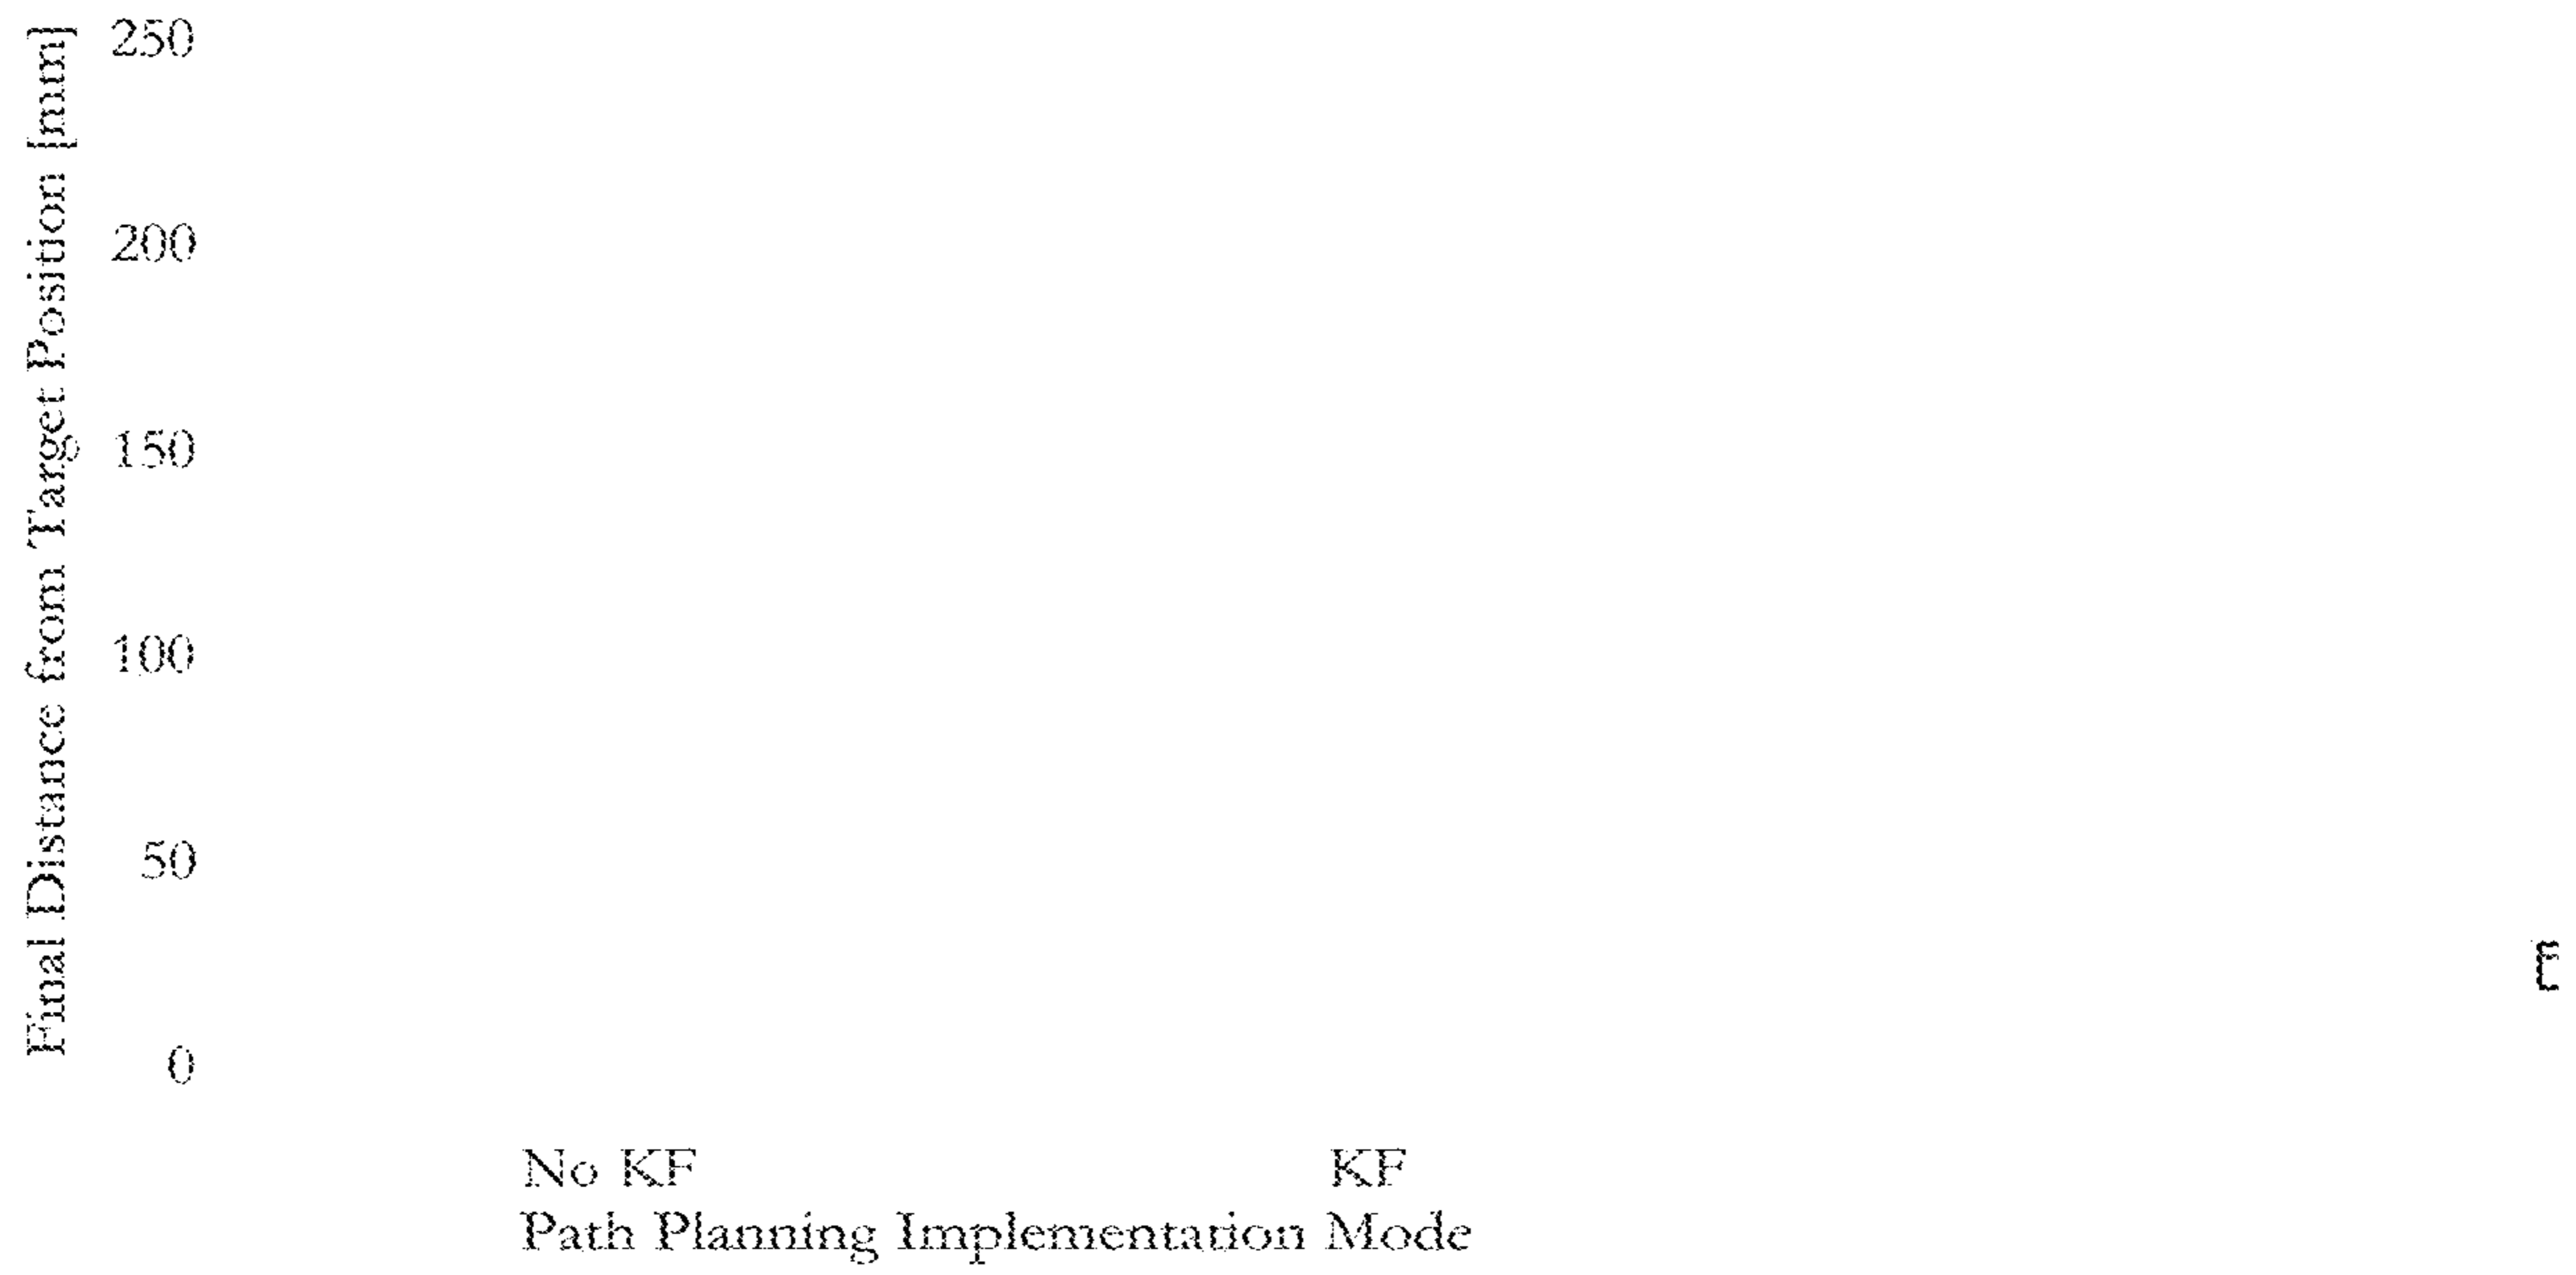 Final Distance from Target Position [mm]
250
200
150
100
50
0
No KF KF
Path Planning Implementation Mode